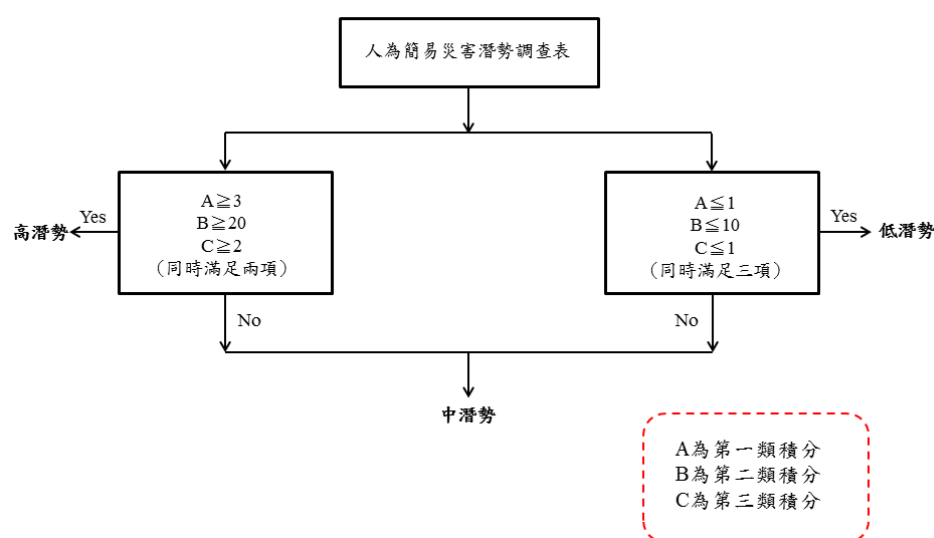 人為簡易災害潛勢調查表
A≧3
B≧20
C≧2
(同時滿足兩項)
Yes
高潛勢
A≦1
B≦10
C≦1
(同時滿足三項)
Yes
低潛勢
No
No
中潛勢
A為第一類積分
B為第二類積分
C為第三類積分